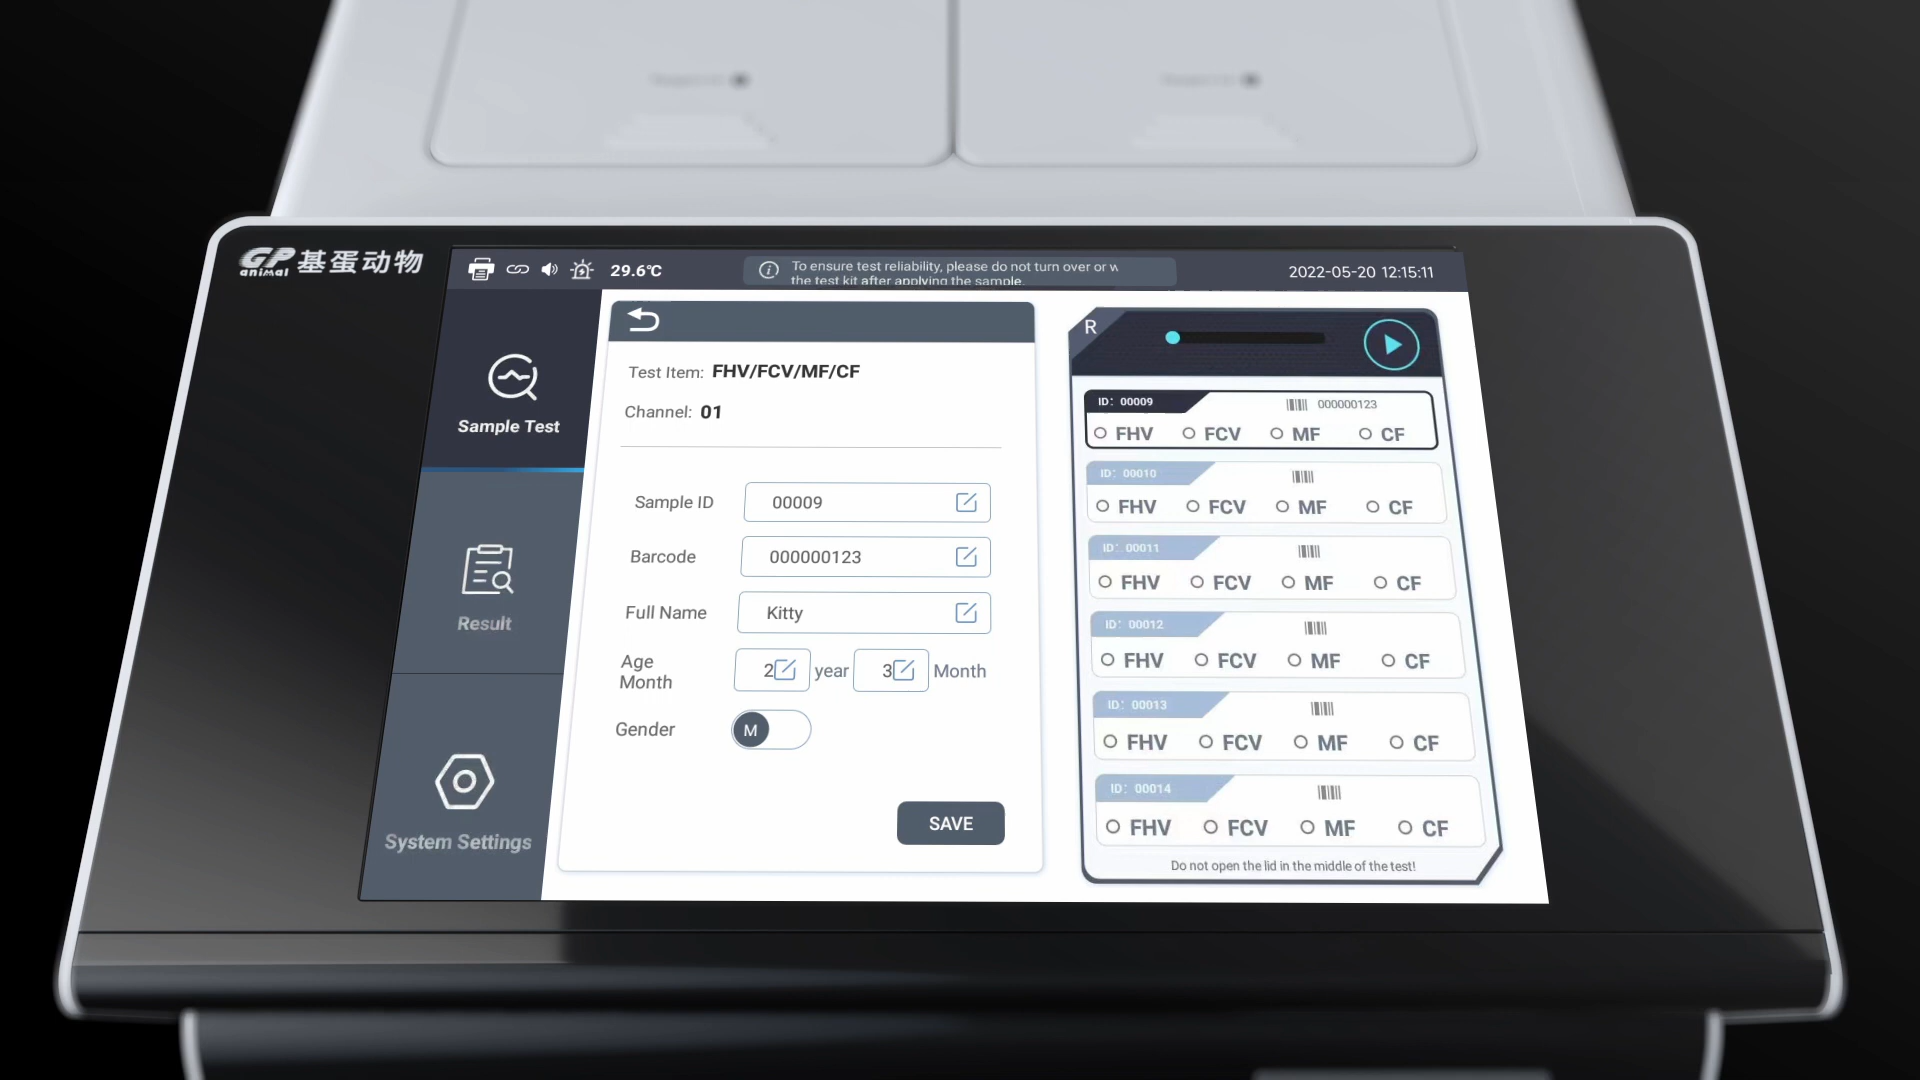 GP animal 基蛋动物
29.6℃
To ensure test reliability, please do not turn over or w
the test kit after applying the sample.
2022-05-20 12:15:11
Sample Test
Result
System Settings
Test Item: FHV/FCV/MF/CF
Channel: 01
Sample ID 00009
Barcode 000000123
Full Name Kitty
Age
Month
2 year 3 Month
Gender M
SAVE
R
ID: 00009 000000123
FHV FCV MF CF
ID: 00010
FHV FCV MF CF
ID: 00011
FHV FCV MF CF
ID: 00012
FHV FCV MF CF
ID: 00013
FHV FCV MF CF
ID: 00014
FHV FCV MF CF
Do not open the lid in the middle of the test!